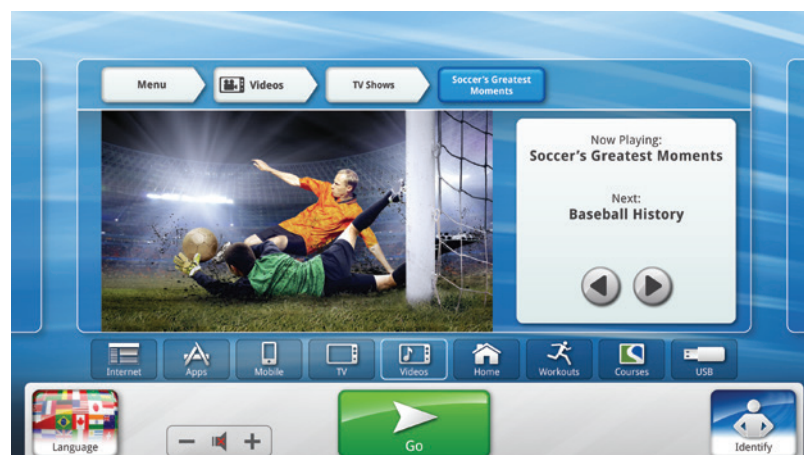 Menu
Videos
TV Shows
Soccer's Greatest
Moments
Now Playing:
Soccer's Greatest Moments
Next:
Baseball History
Internet
Apps
Mobile
TV
Videos
Home
Workouts
Courses
USB
Language
Go
Identify